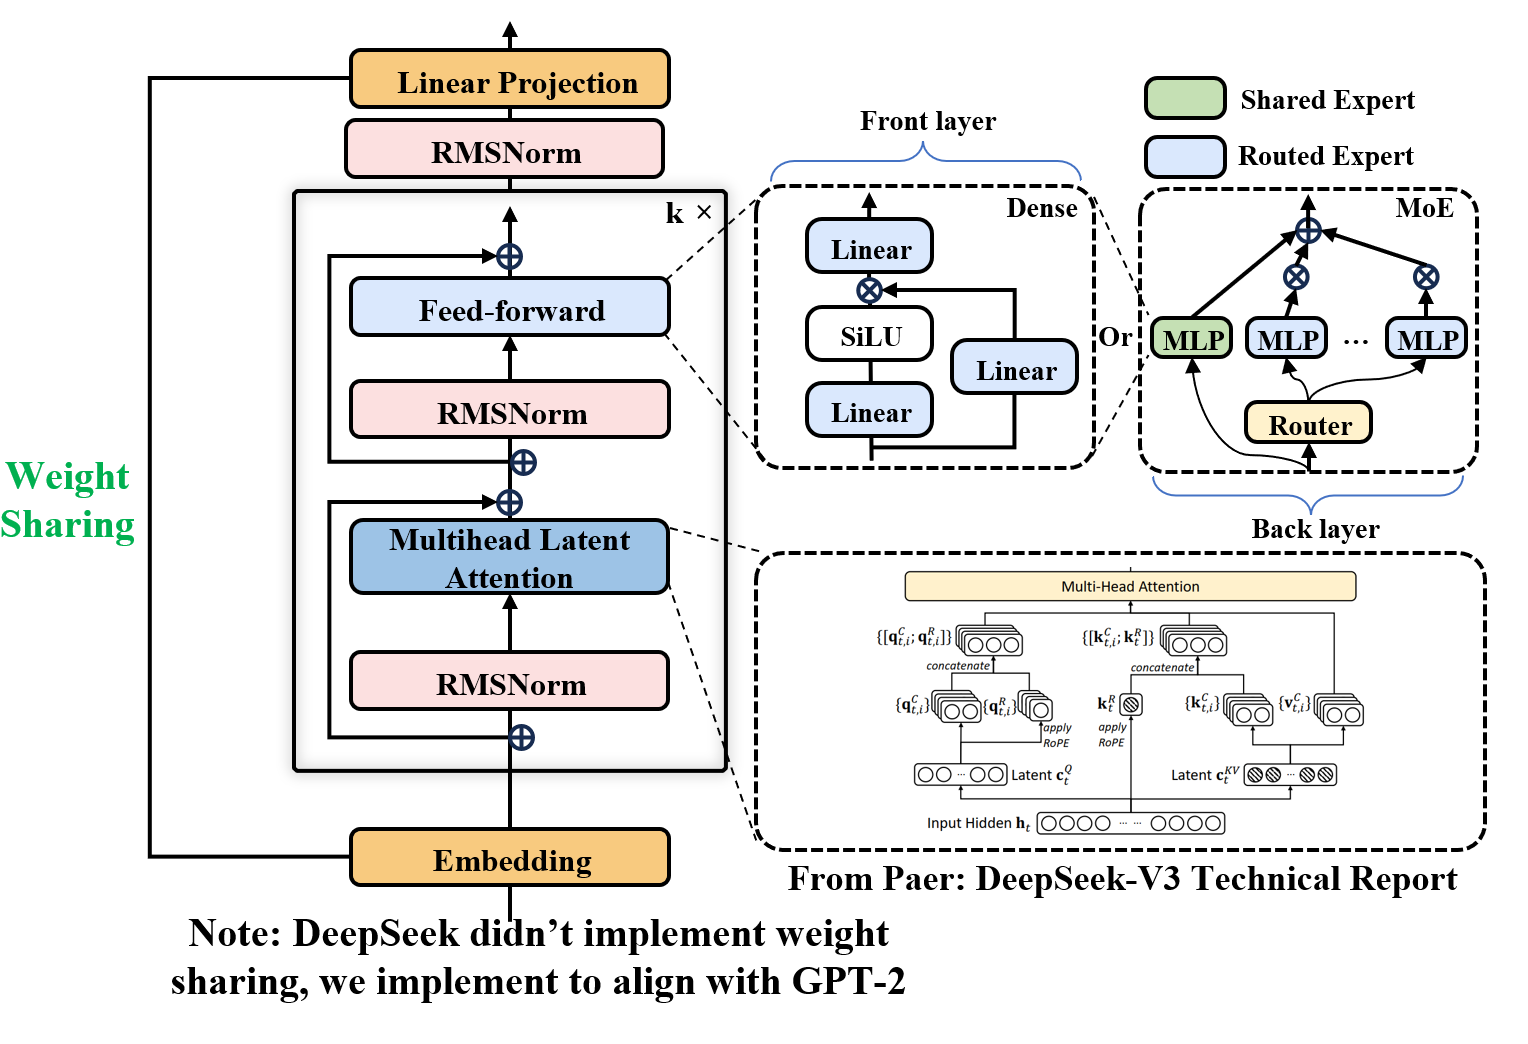 Linear Projection
RMSNorm
k ×
Feed-forward
RMSNorm
Multihead Latent
Attention
RMSNorm
Embedding
Weight
Sharing
Note: DeepSeek didn’t implement weight
sharing, we implement to align with GPT-2
Front layer
Dense
Linear
SiLU
Linear
Linear
Or
Shared Expert
Routed Expert
MoE
MLP
MLP
...
MLP
Router
Back layer
Multi-Head Attention
{[q^C_{t,i}; q^R_{t,i}]}
concatenate
{[k^C_{t,i}; k^R_t]}
concatenate
{q^C_{t,i}}
{q^R_{t,i}}
apply
RoPE
k^R_t
apply
RoPE
{k^C_{t,i}}
{v^C_{t,i}}
...
Latent c^Q_t
Latent c^{KV}_t
...
Input Hidden h_t
... ...
From Paer: DeepSeek-V3 Technical Report